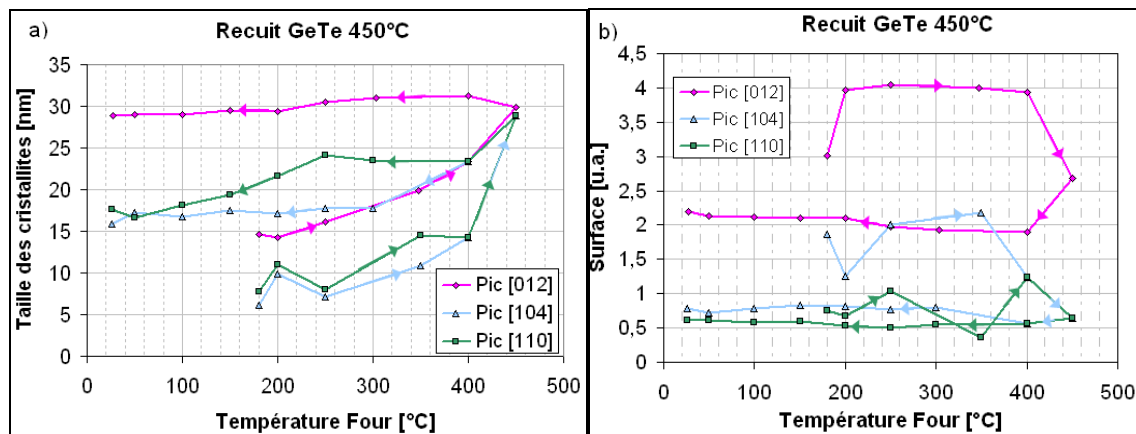 a)
Recuit GeTe 450°C
Taille des cristallites [nm]
35
30
25
20
15
10
5
0
Pic [012]
Pic [104]
Pic [110]
0 100 200 300 400 500
Température Four [°C]
b)
Recuit GeTe 450°C
Surface [u.a.]
4,5
4
3,5
3
2,5
2
1,5
1
0,5
0
Pic [012]
Pic [104]
Pic [110]
0 100 200 300 400 500
Température Four [°C]